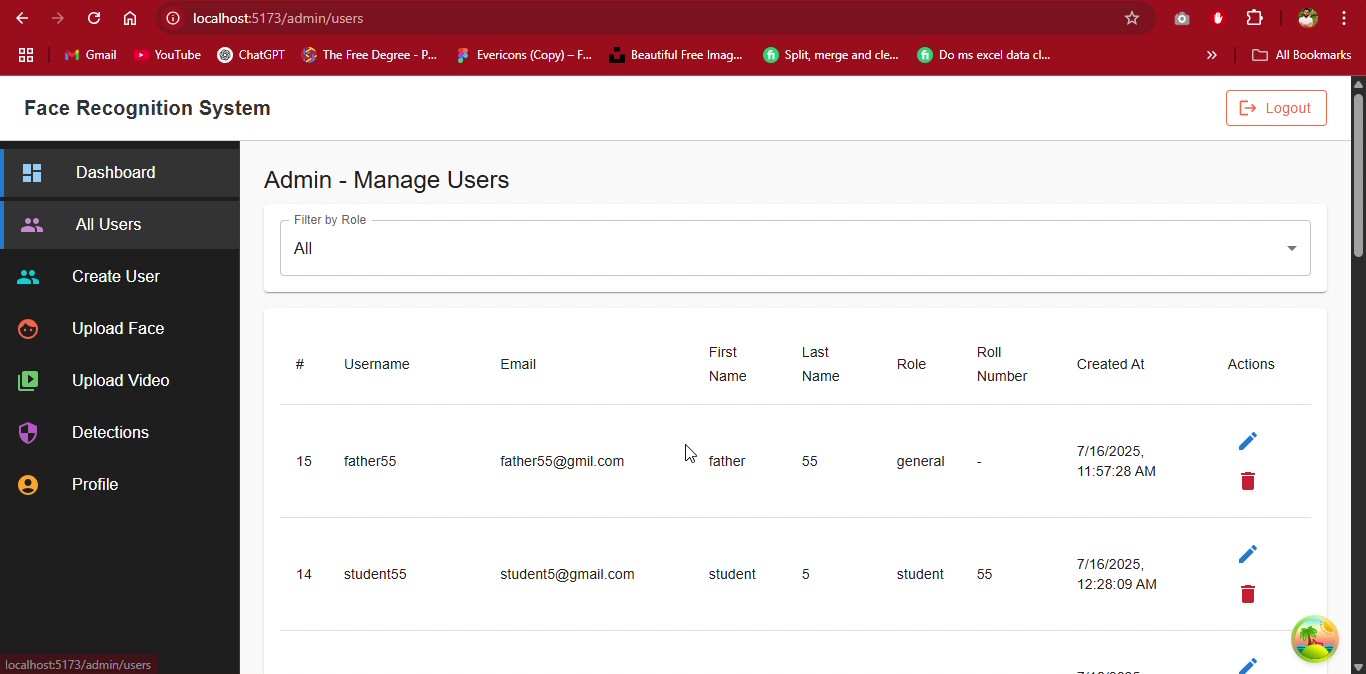 localhost:5173/admin/users
Gmail YouTube ChatGPT The Free Degree - P... Evericons (Copy) – F... Beautiful Free Imag... Split, merge and cle... Do ms excel data cl... » All Bookmarks
Face Recognition System
Logout
Dashboard
All Users
Create User
Upload Face
Upload Video
Detections
Profile
Admin - Manage Users
Filter by Role
All
# Username Email First Name Last Name Role Roll Number Created At Actions
15 father55 father55@gmil.com father 55 general - 7/16/2025, 11:57:28 AM
14 student55 student5@gmail.com student 5 student 55 7/16/2025, 12:28:09 AM
localhost:5173/admin/users